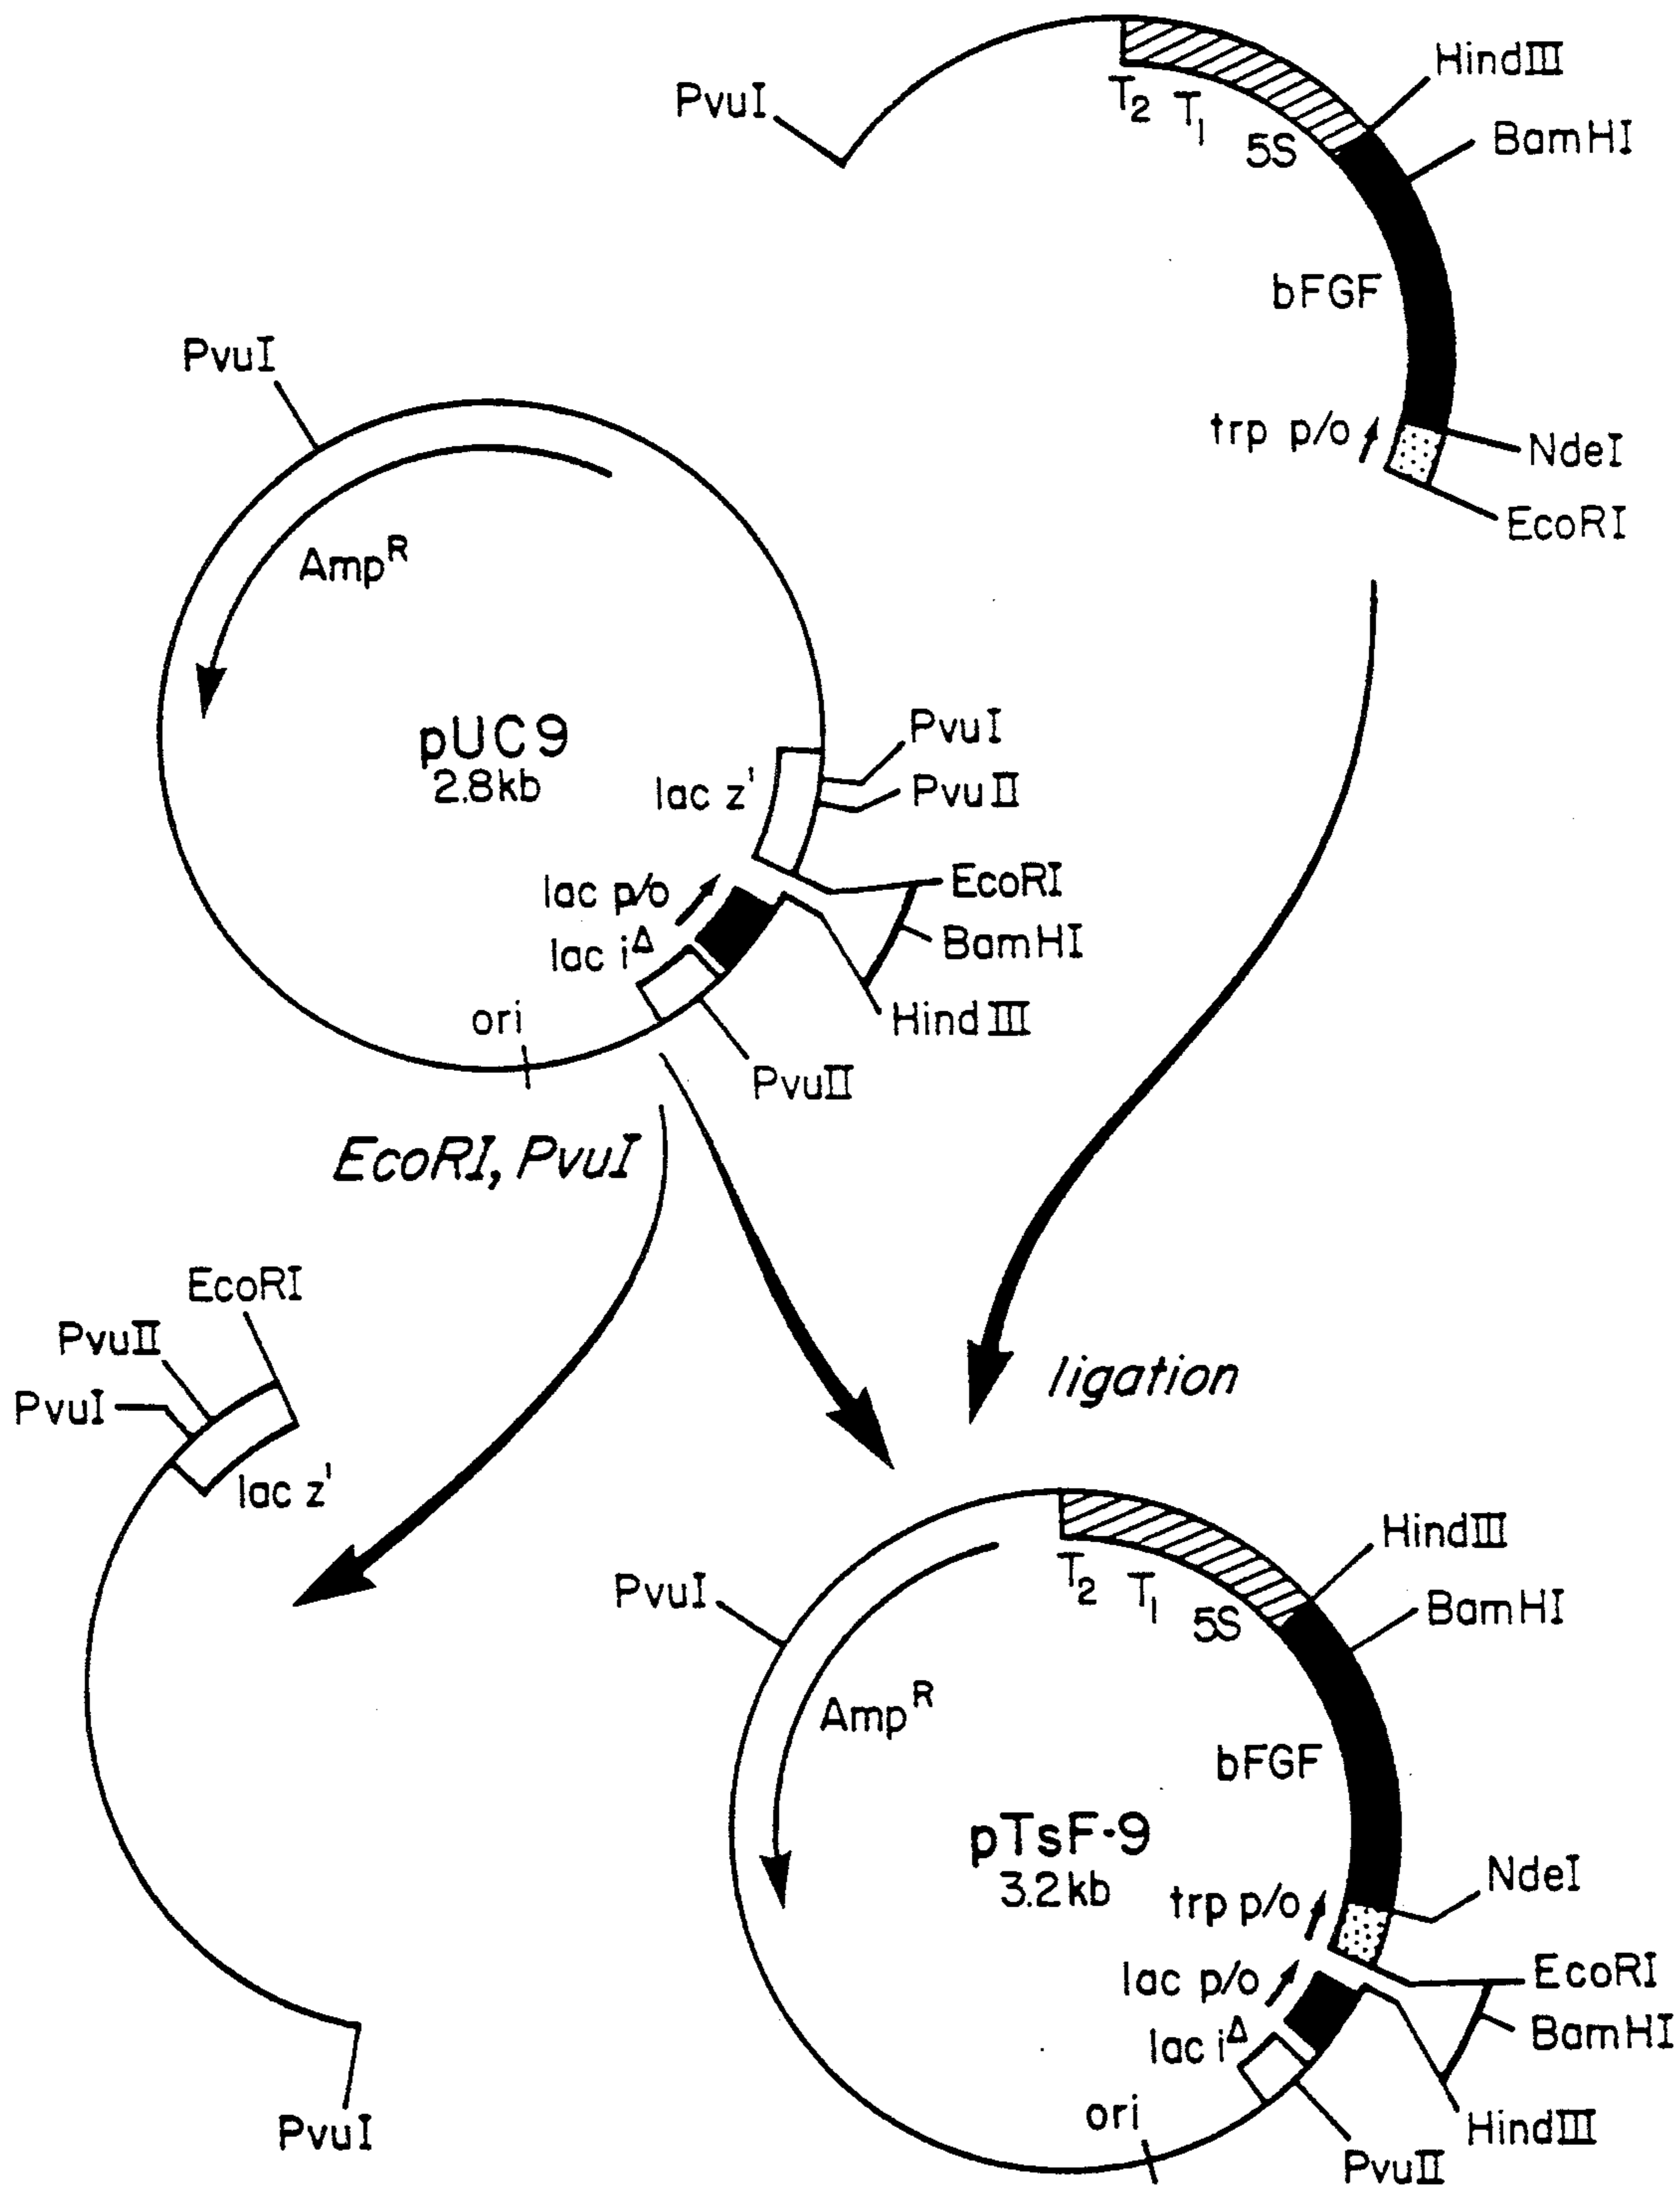 HindIII
PvuI
T2
T1
5S
BamHI
bFGF
trp p/o
NdeI
EcoRI
PvuI
AmpR
pUC9
2.8kb
PvuI
lac z'
PvuII
EcoRI
lac p/o
BamHI
lac iΔ
HindIII
ori
PvuII
EcoRI, PvuI
EcoRI
PvuII
PvuI
lac z'
PvuI
ligation
HindIII
T2
T1
5S
PvuI
BamHI
AmpR
bFGF
pTsF-9
3.2kb
NdeI
trp p/o
EcoRI
lac p/o
BamHI
lac iΔ
HindIII
ori
PvuII